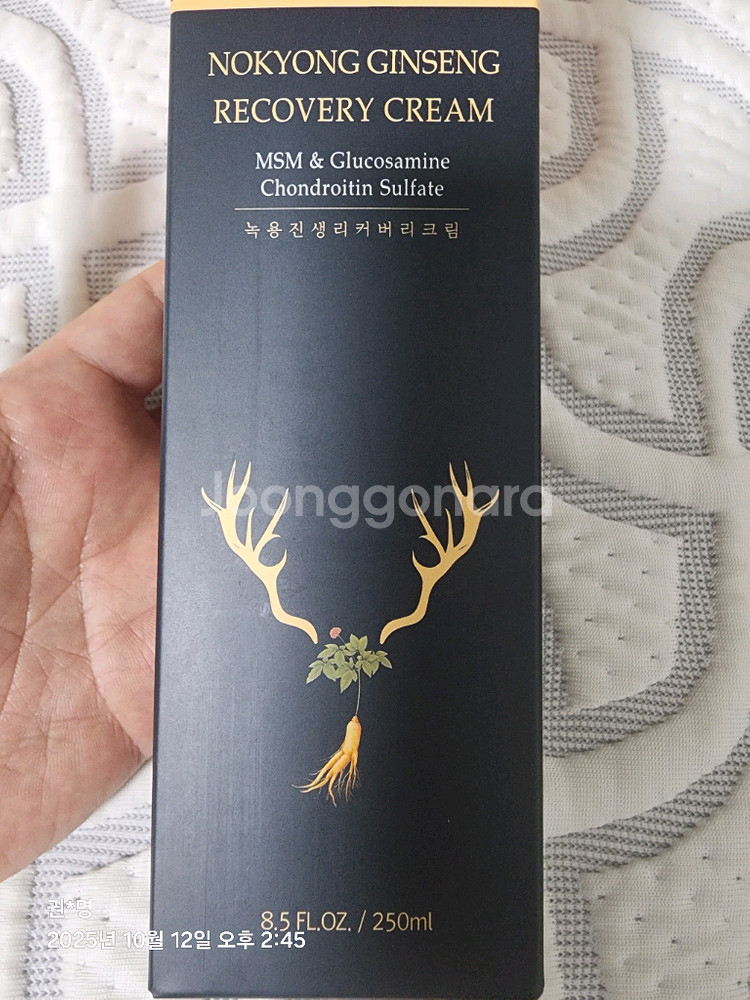 NOKYONG GINSENG
RECOVERY CREAM
MSM & Glucosamine
Chondroitin Sulfate
녹용진생리커버리크림
Joonggonara
8.5 FL.OZ. / 250ml
권*명
2025년 10월 12일 오후 2:45